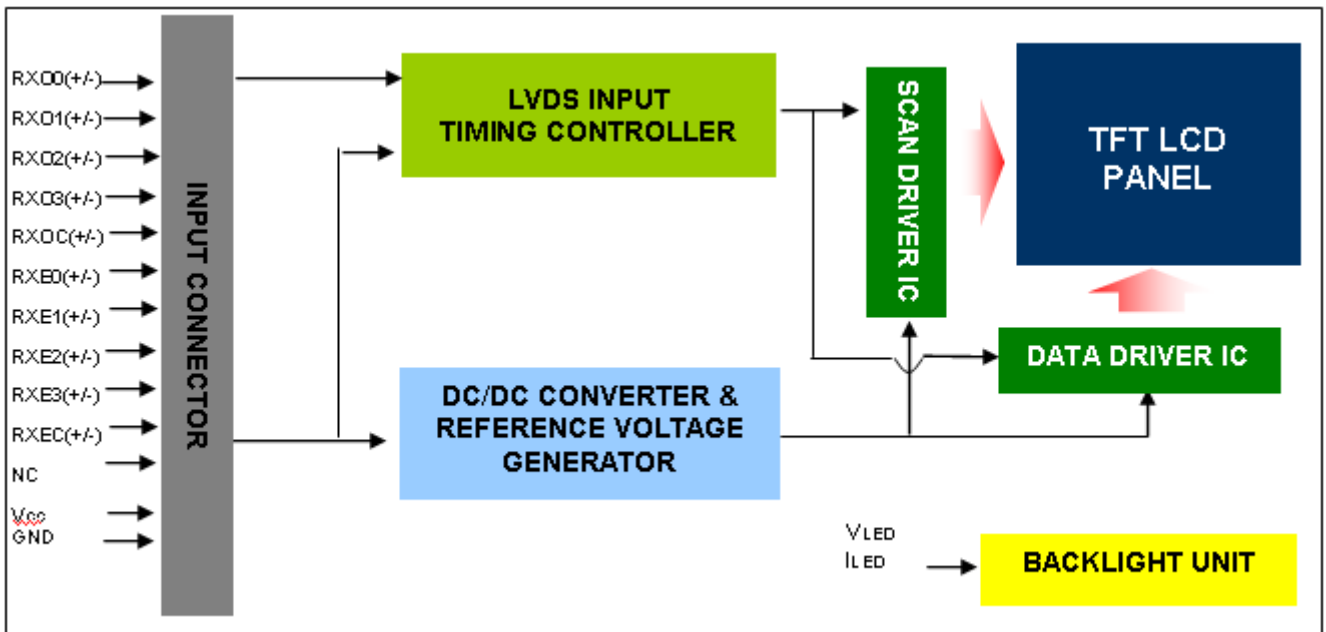 RXO0(+/-)
RXO1(+/-)
RXO2(+/-)
RXO3(+/-)
RXOC(+/-)
RXE0(+/-)
RXE1(+/-)
RXE2(+/-)
RXE3(+/-)
RXEC(+/-)
NC
Vcc
GND
INPUT CONNECTOR
LVDS INPUT
TIMING CONTROLLER
DC/DC CONVERTER &
REFERENCE VOLTAGE
GENERATOR
SCAN DRIVER IC
TFT LCD
PANEL
DATA DRIVER IC
VLED
ILED
BACKLIGHT UNIT